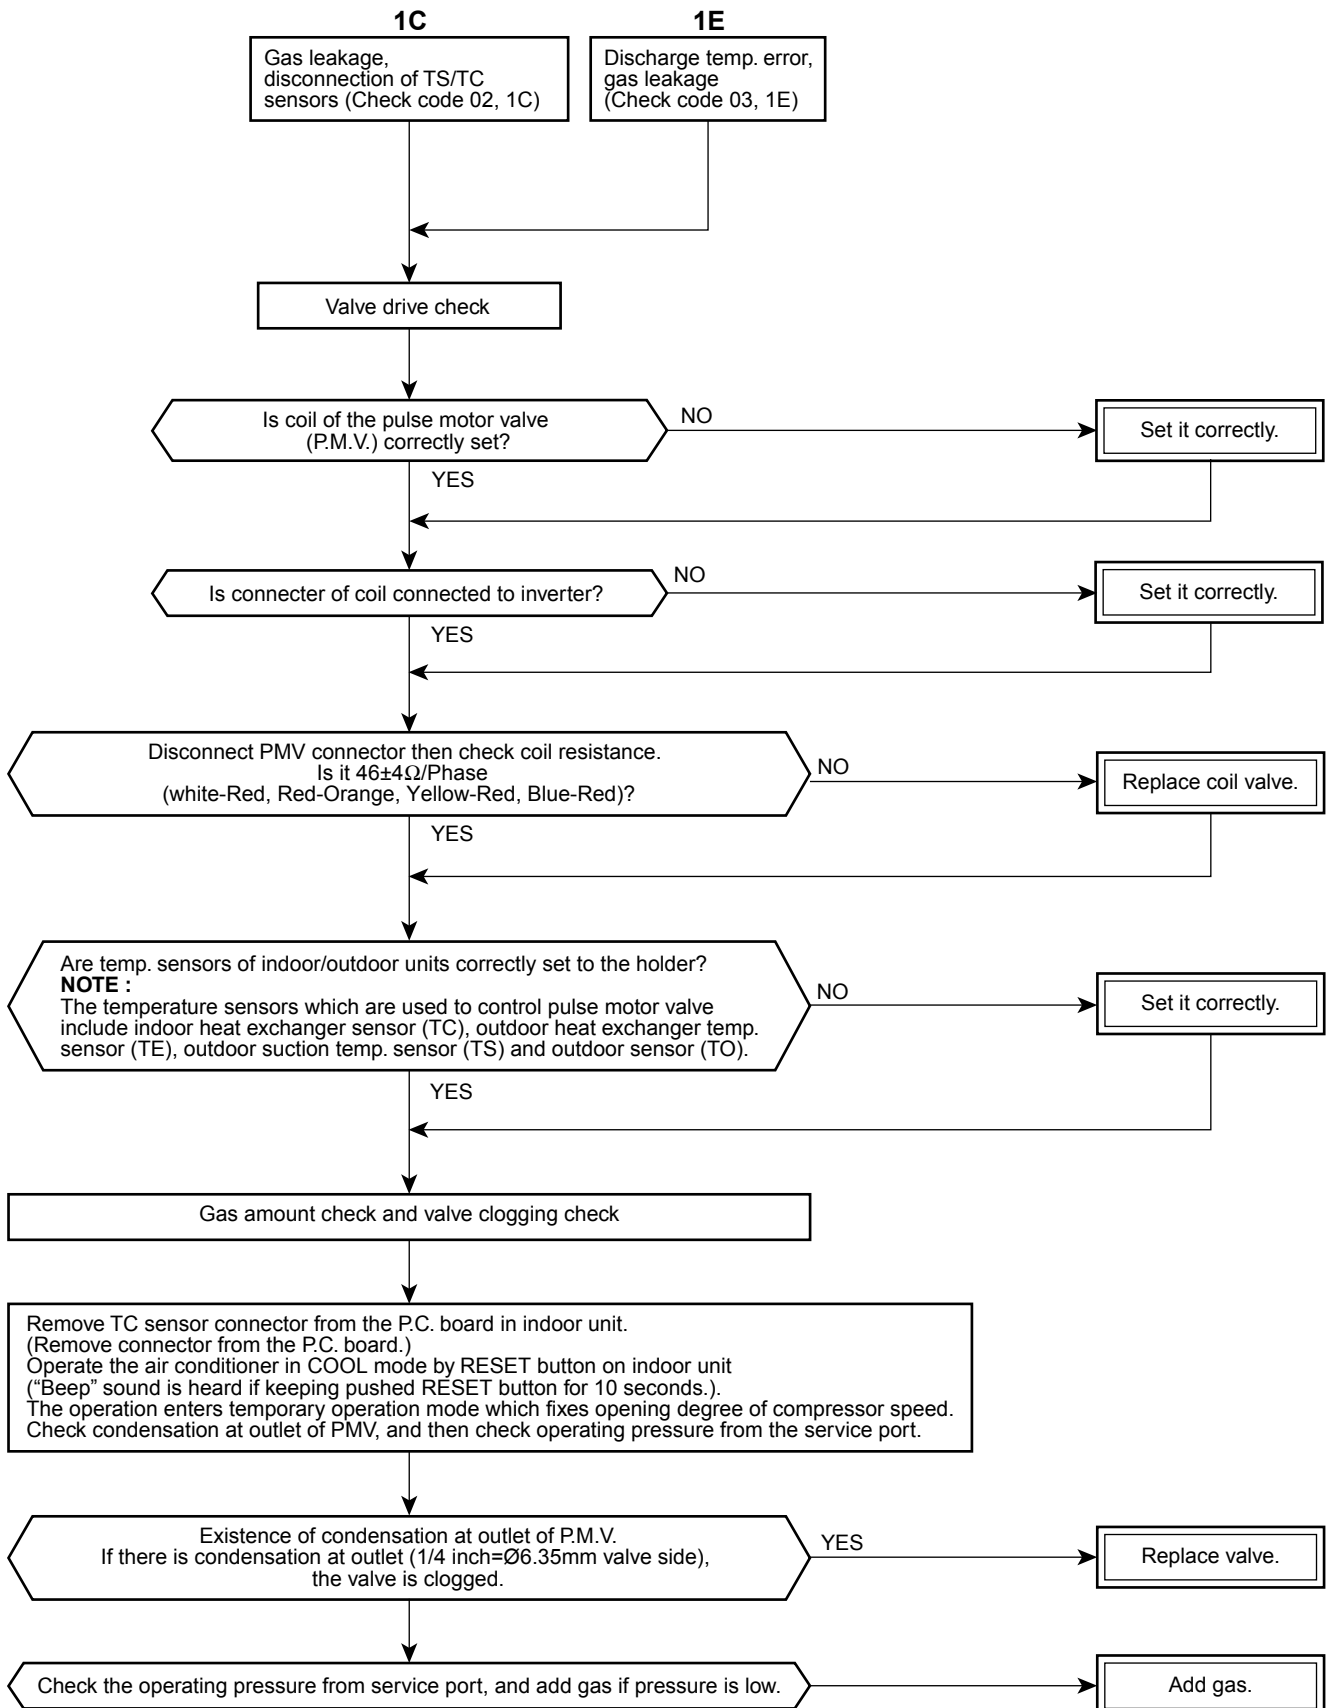 1C
1E
Gas leakage,
disconnection of TS/TC
sensors (Check code 02, 1C)
Discharge temp. error,
gas leakage
(Check code 03, 1E)
Valve drive check
Is coil of the pulse motor valve
(P.M.V.) correctly set?
NO
Set it correctly.
YES
Is connecter of coil connected to inverter?
NO
Set it correctly.
YES
Disconnect PMV connector then check coil resistance.
Is it 46±4Ω/Phase
(white-Red, Red-Orange, Yellow-Red, Blue-Red)?
NO
Replace coil valve.
YES
Are temp. sensors of indoor/outdoor units correctly set to the holder?
NOTE :
The temperature sensors which are used to control pulse motor valve
include indoor heat exchanger sensor (TC), outdoor heat exchanger temp.
sensor (TE), outdoor suction temp. sensor (TS) and outdoor sensor (TO).
NO
Set it correctly.
YES
Gas amount check and valve clogging check
Remove TC sensor connector from the P.C. board in indoor unit.
(Remove connector from the P.C. board.)
Operate the air conditioner in COOL mode by RESET button on indoor unit
(“Beep” sound is heard if keeping pushed RESET button for 10 seconds.).
The operation enters temporary operation mode which fixes opening degree of compressor speed.
Check condensation at outlet of PMV, and then check operating pressure from the service port.
Existence of condensation at outlet of P.M.V.
If there is condensation at outlet (1/4 inch=Ø6.35mm valve side),
the valve is clogged.
YES
Replace valve.
Check the operating pressure from service port, and add gas if pressure is low.
Add gas.